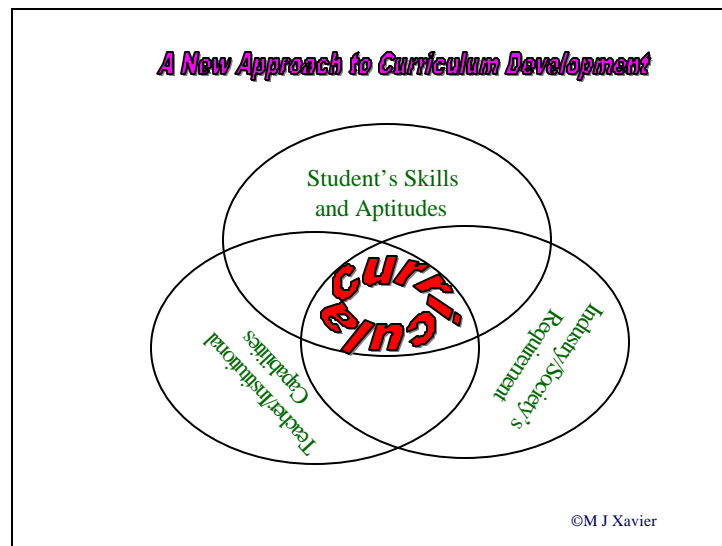 A New Approach to Curriculum Development
Student’s Skills
and Aptitudes
curricula
Teacher/Institutional
Capabilities
Industry/Society’s
Requirement
©M J Xavier